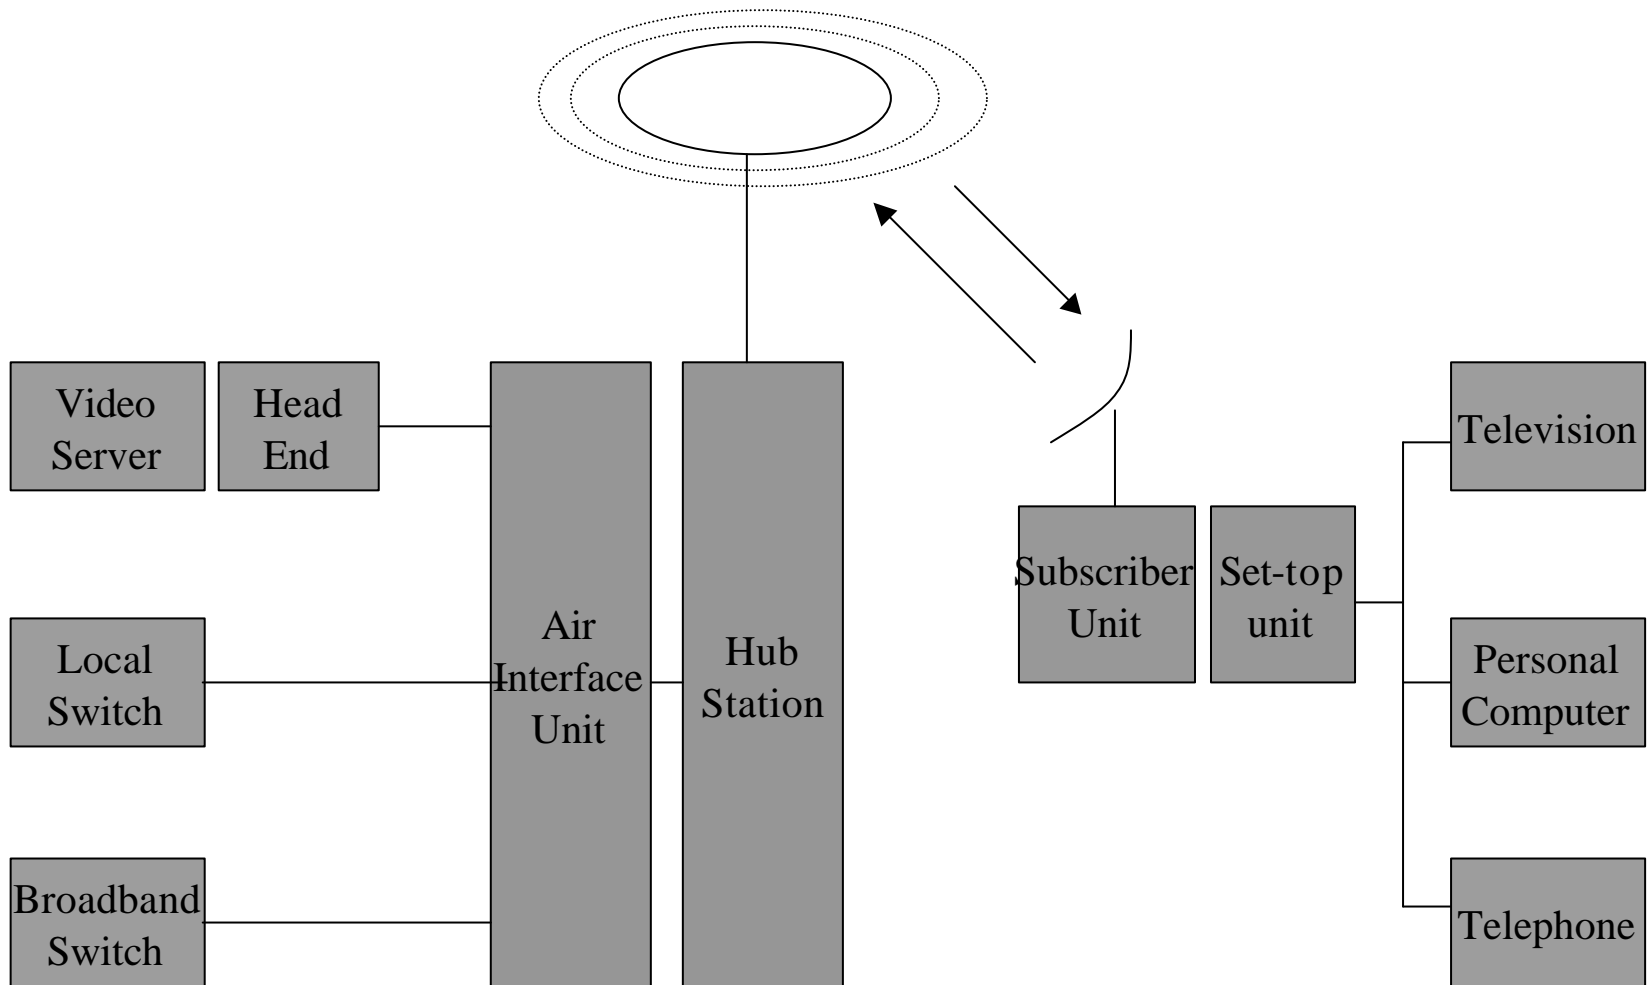 Video
Server
Head
End
Television
Subscriber
Unit
Set-top
unit
Air
Interface
Unit
Hub
Station
Local
Switch
Personal
Computer
Broadband
Switch
Telephone